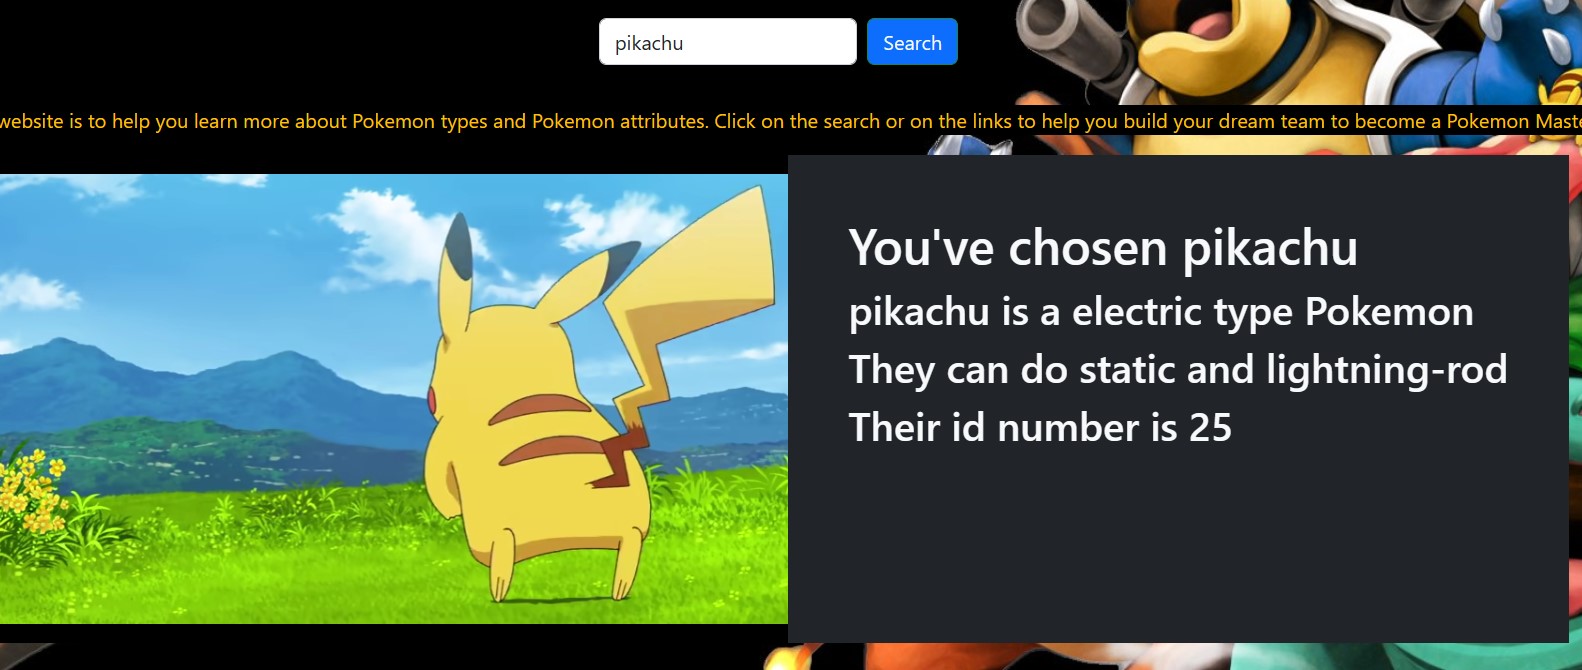 pikachu
Search
website is to help you learn more about Pokemon types and Pokemon attributes. Click on the search or on the links to help you build your dream team to become a Pokemon
You've chosen pikachu
pikachu is a electric type Pokemon
They can do static and lightning-rod
Their id number is 25